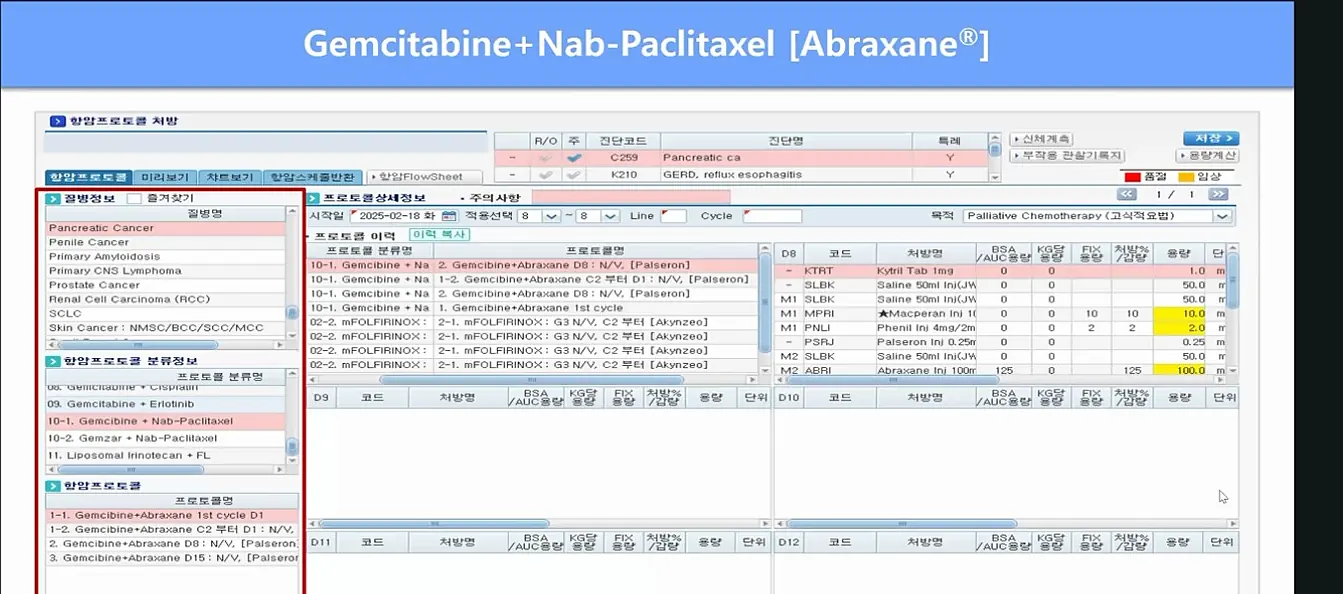 Gemcitabine+Nab-Paclitaxel [Abraxane®]
항암프로토콜 처방
R/O 주 진단코드 진단명 특례
- C259 Pancreatic ca Y
- K210 GERD, reflux esophagitis Y
신체계측 저장
부작용 관찰기록지 용량계산
품절 임상
항암프로토콜 미리보기 챠트보기 항암스케줄반환 항암FlowSheet
질병정보 즐겨찾기
질병명
Pancreatic Cancer
Penile Cancer
Primary Amyloidosis
Primary CNS Lymphoma
Prostate Cancer
Renal Cell Carcinoma (RCC)
SCLC
Skin Cancer : NMSC/BCC/SCC/MCC
항암프로토콜 분류정보
프로토콜 분류명
08. Gemcitabine + Cisplatin
09. Gemcitabine + Erlotinib
10-1. Gemcibine + Nab-Paclitaxel
10-2. Gemzar + Nab-Paclitaxel
11. Liposomal Irinotecan + FL
항암프로토콜
프로토콜명
1-1. Gemcibine+Abraxane 1st cycle D1
1-2. Gemcibine+Abraxane C2 부터 D1 : N/V,
2. Gemcibine+Abraxane D8 : N/V, [Palseron]
3. Gemcibine+Abraxane D15 : N/V, [Palseron
프로토콜상세정보 • 주의사항
1 / 1
시작일 2025-02-18 화 적용선택 8 ~ 8 Line Cycle 목적 Palliative Chemotherapy (고식적요법)
프로토콜 이력 이력 복사
프로토콜 분류명 프로토콜명
10-1. Gemcibine + Na 2. Gemcibine+Abraxane D8 : N/V, [Palseron]
10-1. Gemcibine + Na 1-2. Gemcibine+Abraxane C2 부터 D1 : N/V, [Palseron]
10-1. Gemcibine + Na 2. Gemcibine+Abraxane D8 : N/V, [Palseron]
10-1. Gemcibine + Na 1. Gemcibine+Abraxane 1st cycle
02-2. mFOLFIRINOX : 2-1. mFOLFIRINOX : G3 N/V, C2 부터 [Akynzeo]
02-2. mFOLFIRINOX : 2-1. mFOLFIRINOX : G3 N/V, C2 부터 [Akynzeo]
02-2. mFOLFIRINOX : 2-1. mFOLFIRINOX : G3 N/V, C2 부터 [Akynzeo]
02-2. mFOLFIRINOX : 2-1. mFOLFIRINOX : G3 N/V, C2 부터 [Akynzeo]
D8 코드 처방명 BSA/AUC용량 KG당용량 FIX용량 처방%/감량 용량 단
- KTRT Kytril Tab 1mg 0 0 1.0 m
- SLBK Saline 50ml Inj(JW 0 0 50.0 m
M1 SLBK Saline 50ml Inj(JW 0 0 50.0 m
M1 MPRI ★Macperan Inj 10 0 0 10 10 10.0 m
M1 PNLI Phenil Inj 4mg/2m 0 0 2 2 2.0 m
- PSRJ Palseron Inj 0.25m 0 0 0.25 m
M2 SLBK Saline 50ml Inj(JW 0 0 50.0 m
M2 ABRI Abraxane Inj 100m 125 0 125 100.0 m
D9 코드 처방명 BSA/AUC용량 KG당용량 FIX용량 처방%/감량 용량 단위
D10 코드 처방명 BSA/AUC용량 KG당용량 FIX용량 처방%/감량 용량 단위
D11 코드 처방명 BSA/AUC용량 KG당용량 FIX용량 처방%/감량 용량 단위
D12 코드 처방명 BSA/AUC용량 KG당용량 FIX용량 처방%/감량 용량 단위